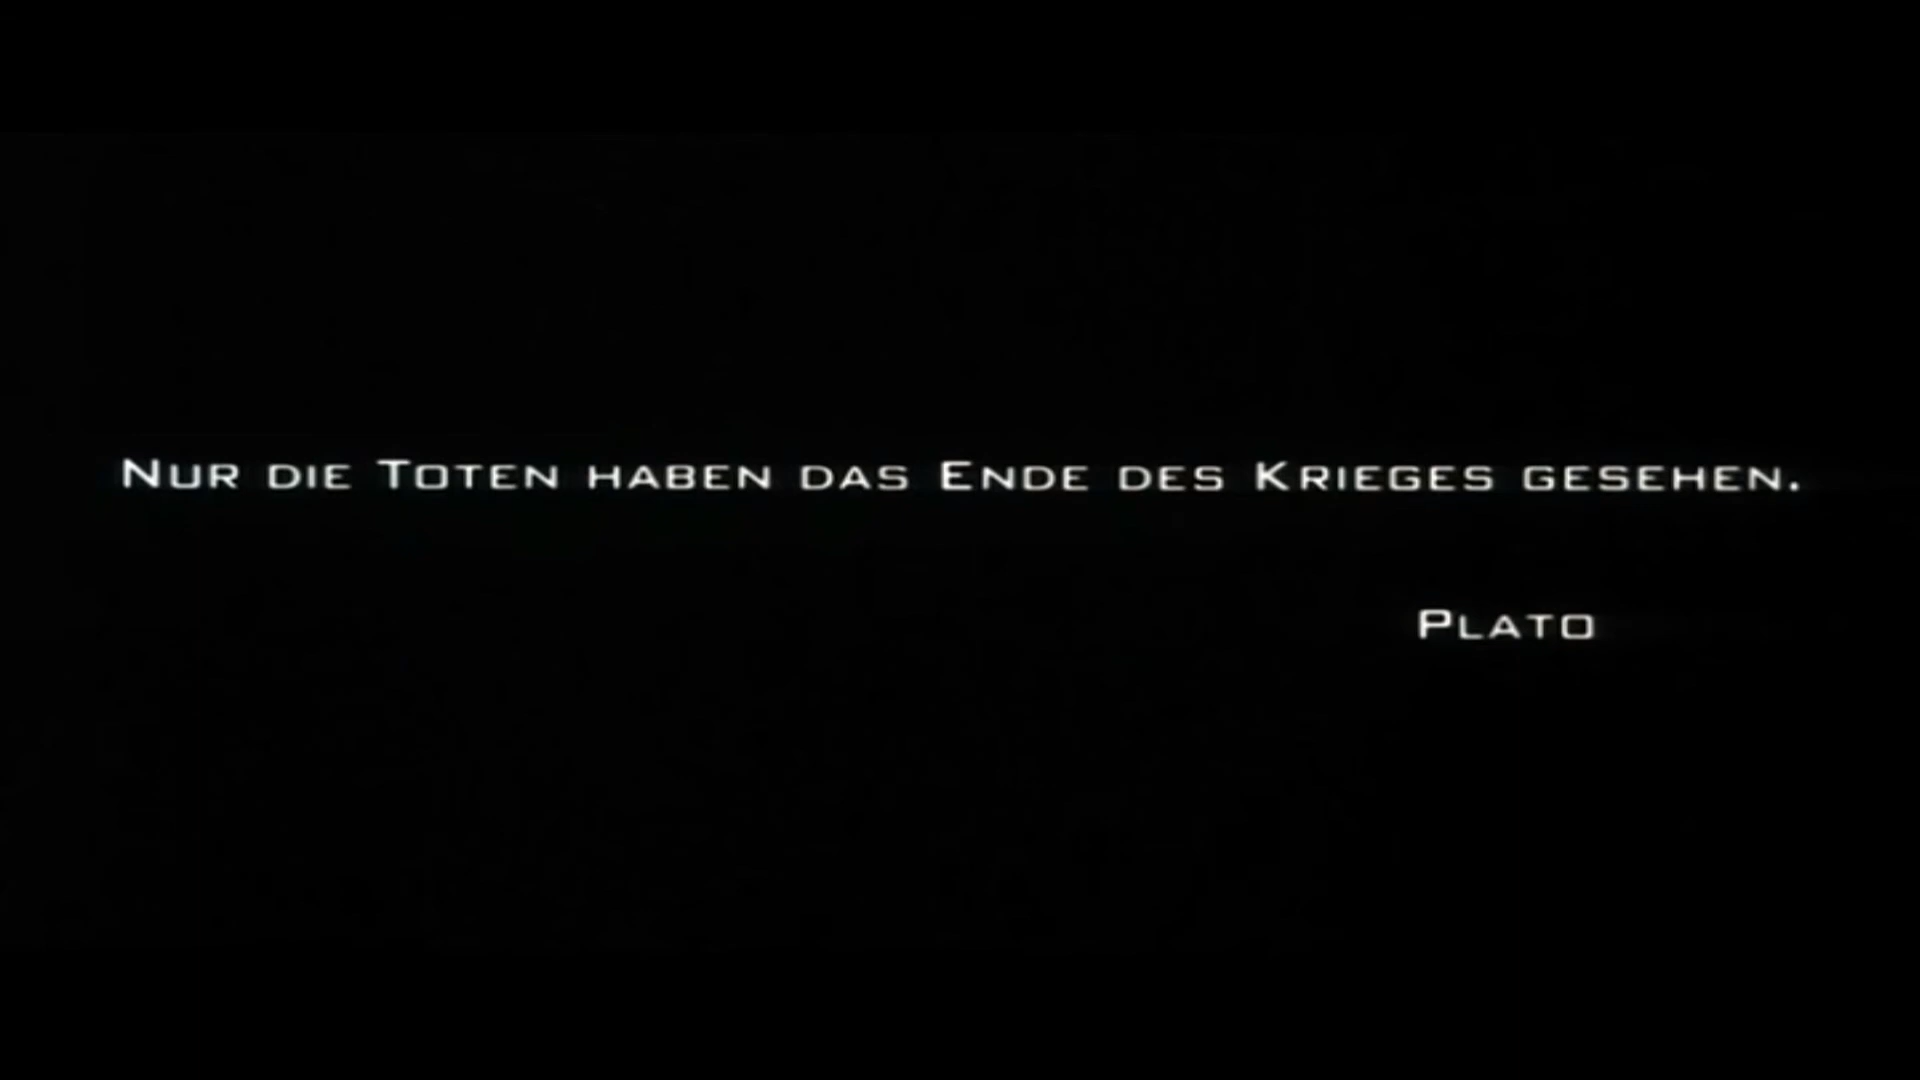 Nur die Toten haben das Ende des Krieges gesehen.
Plato